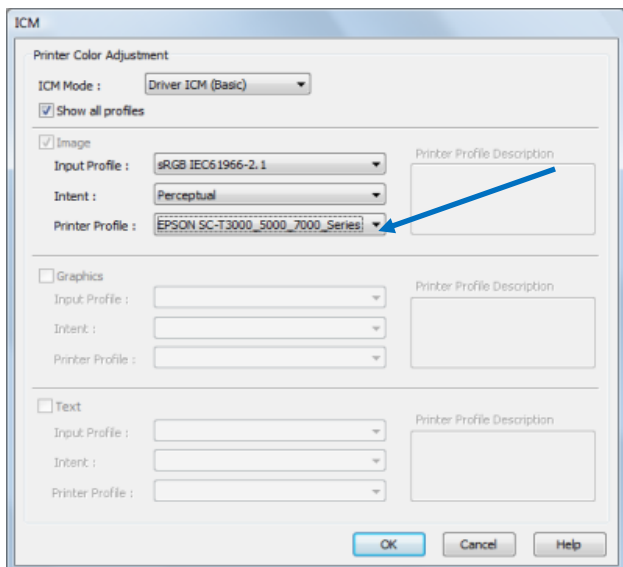 ICM
Printer Color Adjustment
ICM Mode : Driver ICM (Basic)
Show all profiles
Image
Printer Profile Description
Input Profile : sRGB IEC61966-2.1
Intent : Perceptual
Printer Profile : EPSON SC-T3000_5000_7000_Series
Graphics
Printer Profile Description
Input Profile :
Intent :
Printer Profile :
Text
Printer Profile Description
Input Profile :
Intent :
Printer Profile :
OK Cancel Help